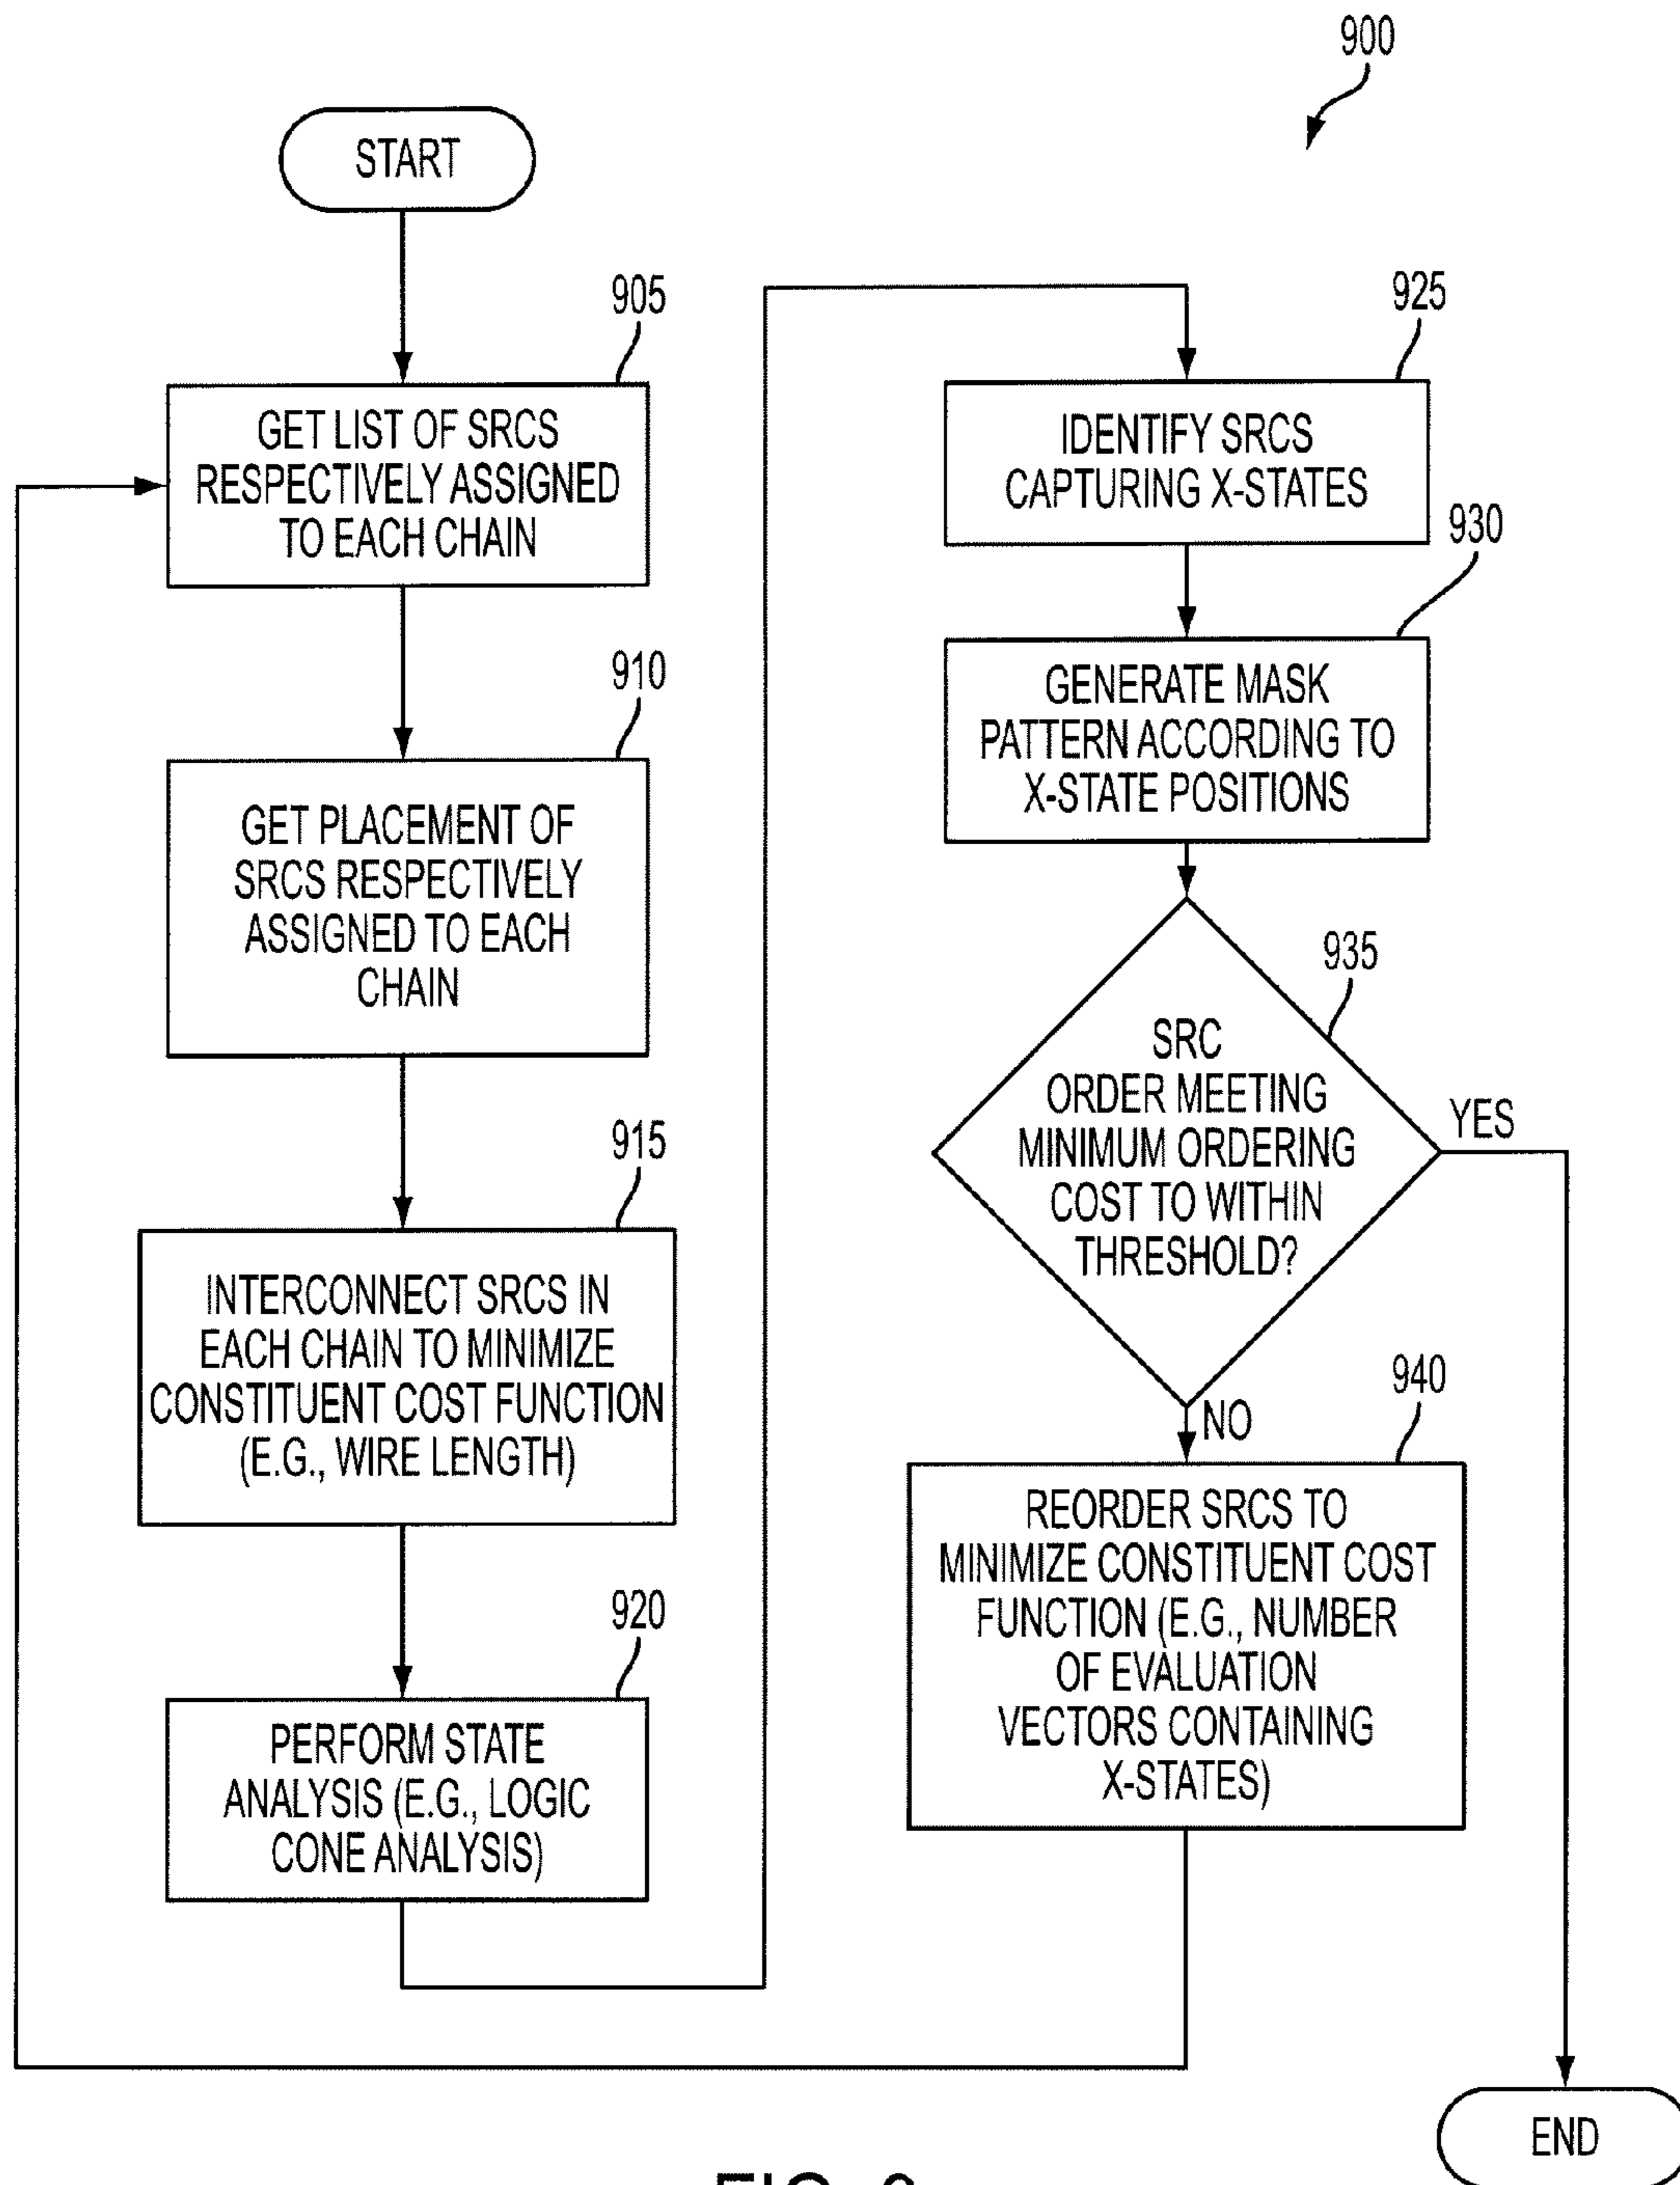 900
START
905
GET LIST OF SRCS
RESPECTIVELY ASSIGNED
TO EACH CHAIN
910
GET PLACEMENT OF
SRCS RESPECTIVELY
ASSIGNED TO EACH
CHAIN
915
INTERCONNECT SRCS IN
EACH CHAIN TO MINIMIZE
CONSTITUENT COST FUNCTION
(E.G., WIRE LENGTH)
920
PERFORM STATE
ANALYSIS (E.G., LOGIC
CONE ANALYSIS)
925
IDENTIFY SRCS
CAPTURING X-STATES
930
GENERATE MASK
PATTERN ACCORDING TO
X-STATE POSITIONS
935
SRC
ORDER MEETING
MINIMUM ORDERING
COST TO WITHIN
THRESHOLD?
YES
NO
940
REORDER SRCS TO
MINIMIZE CONSTITUENT COST
FUNCTION (E.G., NUMBER
OF EVALUATION
VECTORS CONTAINING
X-STATES)
END